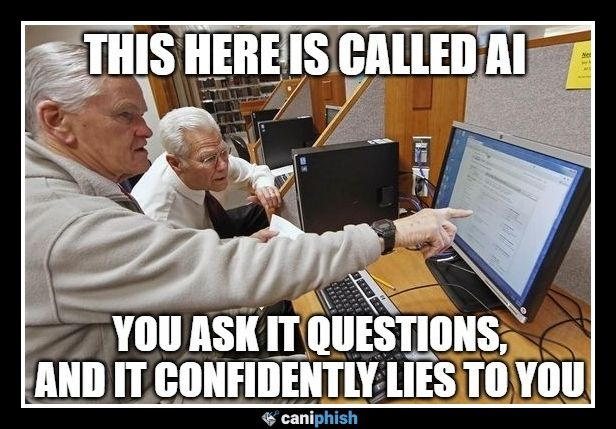 THIS HERE IS CALLED AI
YOU ASK IT QUESTIONS,
AND IT CONFIDENTLY LIES TO YOU
caniphish